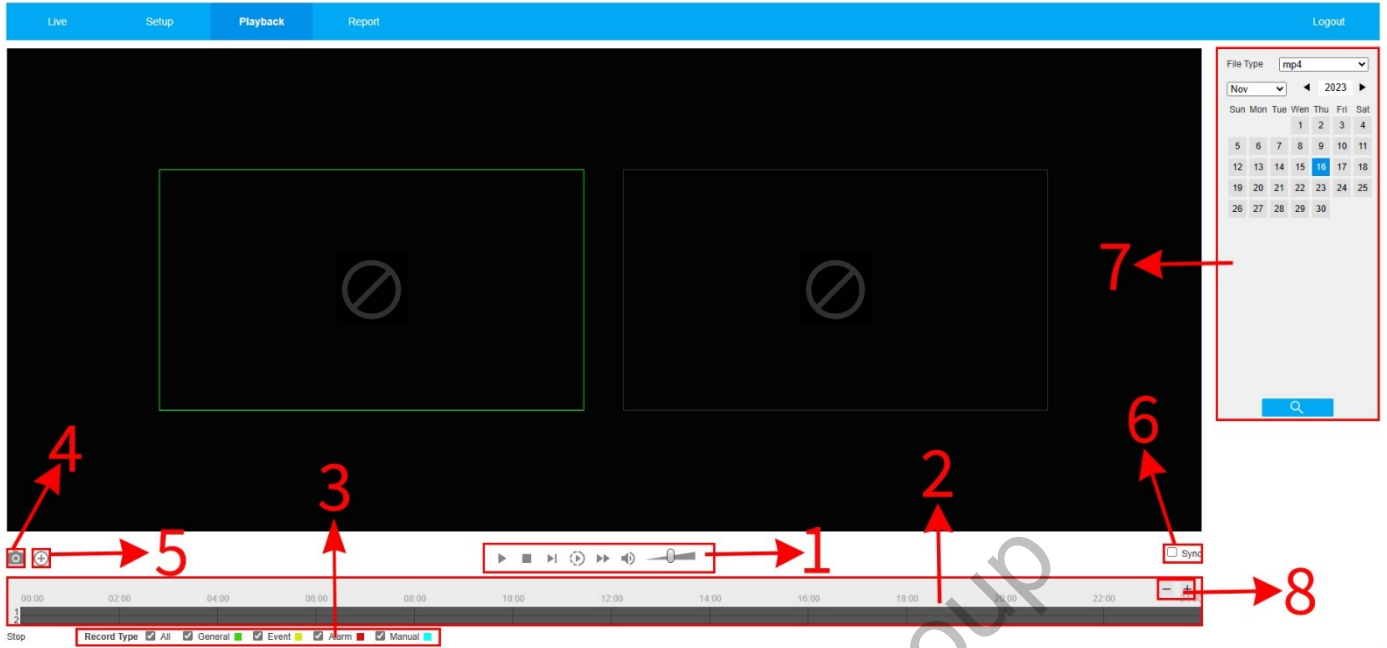 Live Setup Playback Report Logout
File Type mp4
Nov 2023
Sun Mon Tue Wen Thu Fri Sat
1 2 3 4
5 6 7 8 9 10 11
12 13 14 15 16 17 18
19 20 21 22 23 24 25
26 27 28 29 30
7
6
4
3
2
5
1
Sync
8
00:00 02:00 04:00 06:00 08:00 10:00 12:00 14:00 16:00 18:00 20:00 22:00
1
2
Stop Record Type All General Event Alarm Manual
oup